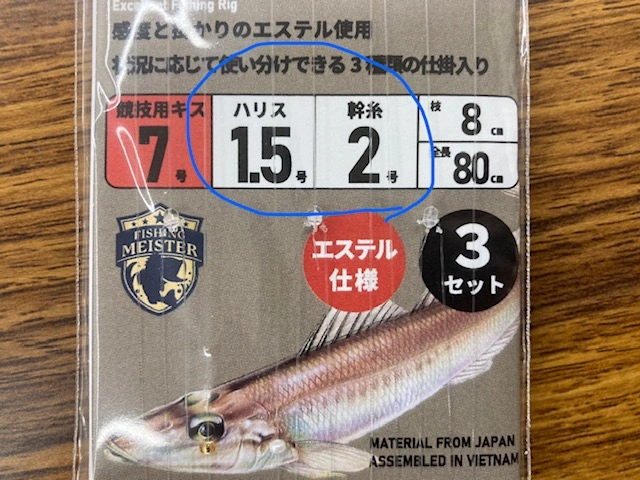 Excellent Fishing Rig
感度と掛かりのエステル使用
状況に応じて使い分けできる3種類の仕掛入り
競技用キス 7号
ハリス 1.5号
幹糸 2号
枝 8cm
全長 80cm
FISHING
MEISTER
エステル
仕様
3
セット
MATERIAL FROM JAPAN
ASSEMBLED IN VIETNAM